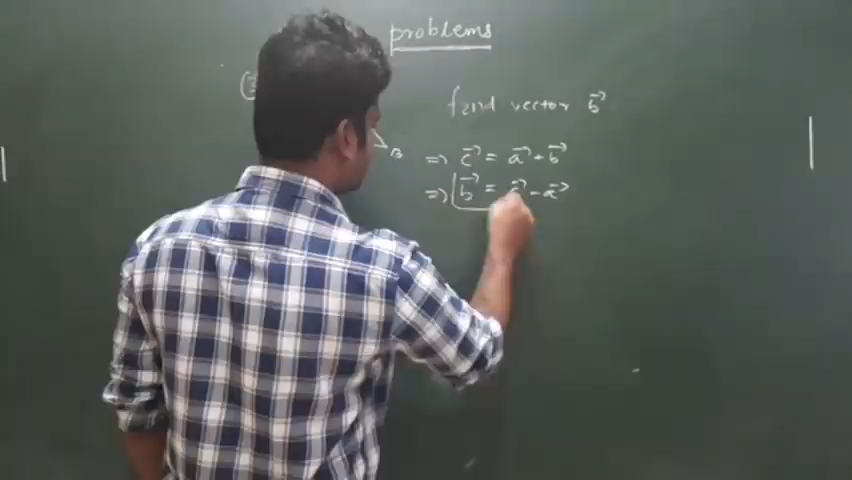 problems
find vector b⃗
B
=> c⃗ = a⃗ + b⃗
=> b⃗ = c⃗ - a⃗